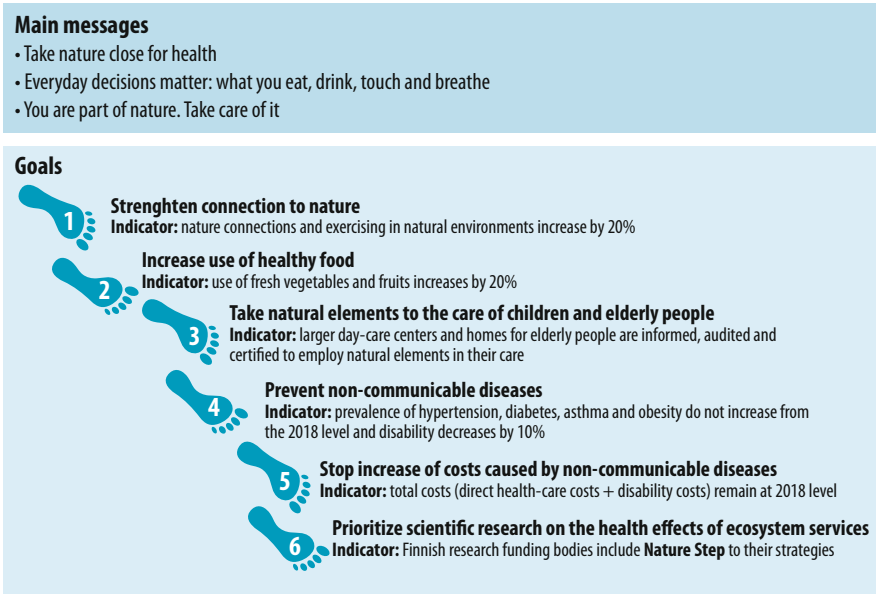 Main messages
• Take nature close for health
• Everyday decisions matter: what you eat, drink, touch and breathe
• You are part of nature. Take care of it
Goals
1
Strenghten connection to nature
Indicator: nature connections and exercising in natural environments increase by 20%
2
Increase use of healthy food
Indicator: use of fresh vegetables and fruits increases by 20%
3
Take natural elements to the care of children and elderly people
Indicator: larger day-care centers and homes for elderly people are informed, audited and
certified to employ natural elements in their care
4
Prevent non-communicable diseases
Indicator: prevalence of hypertension, diabetes, asthma and obesity do not increase from
the 2018 level and disability decreases by 10%
5
Stop increase of costs caused by non-communicable diseases
Indicator: total costs (direct health-care costs + disability costs) remain at 2018 level
6
Prioritize scientific research on the health effects of ecosystem services
Indicator: Finnish research funding bodies include Nature Step to their strategies